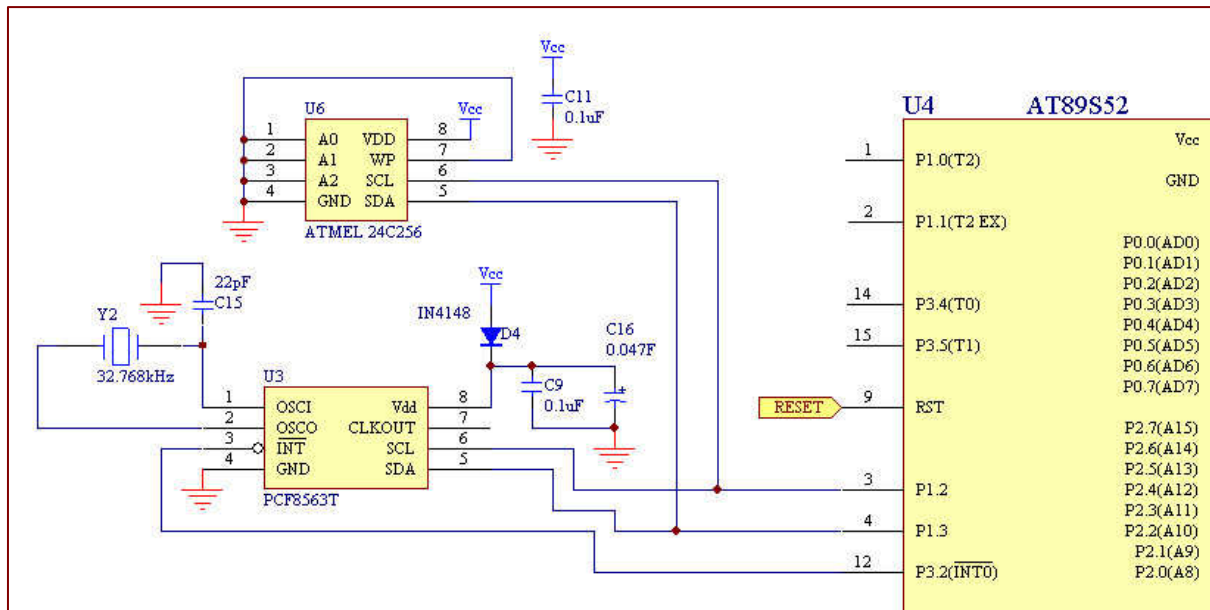 Vcc
C11
0.1uF
U6
Vcc
1 A0 VDD 8
2 A1 WP 7
3 A2 SCL 6
4 GND SDA 5
ATMEL 24C256
22pF
C15
Y2
32.768kHz
Vcc
IN4148
D4
C16
0.047F
C9
0.1uF
U3
1 OSCI Vdd 8
2 OSCO CLKOUT 7
3 INT SCL 6
4 GND SDA 5
PCF8563T
U4 AT89S52
Vcc
1 P1.0(T2)
GND
2 P1.1(T2 EX)
P0.0(AD0)
P0.1(AD1)
P0.2(AD2)
14 P3.4(T0) P0.3(AD3)
P0.4(AD4)
15 P3.5(T1) P0.5(AD5)
P0.6(AD6)
P0.7(AD7)
RESET 9 RST
P2.7(A15)
P2.6(A14)
P2.5(A13)
3 P1.2 P2.4(A12)
P2.3(A11)
4 P1.3 P2.2(A10)
P2.1(A9)
12 P3.2(INT0) P2.0(A8)